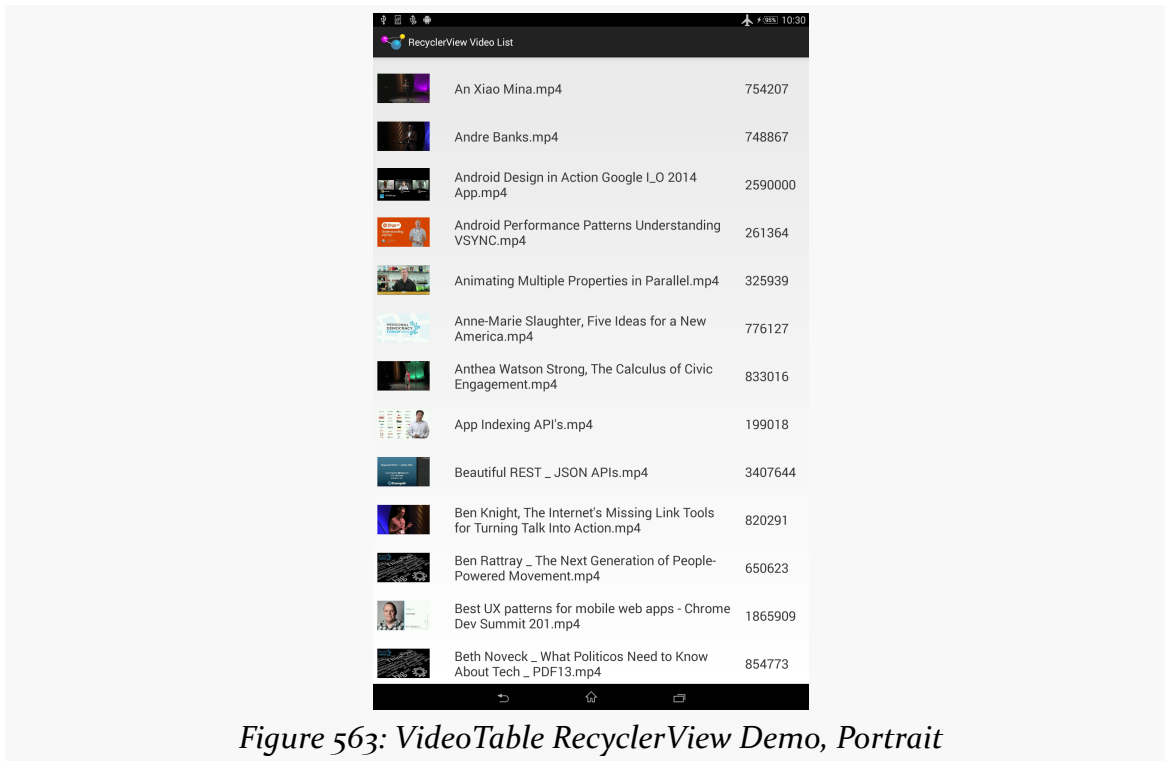 95% 10:30
RecyclerView Video List
An Xiao Mina.mp4 754207
Andre Banks.mp4 748867
Android Design in Action Google I_O 2014
App.mp4
2590000
Android Performance Patterns Understanding
VSYNC.mp4
261364
Animating Multiple Properties in Parallel.mp4 325939
PERSONAL
DEMOCRACY
Anne-Marie Slaughter, Five Ideas for a New
America.mp4
776127
Anthea Watson Strong, The Calculus of Civic
Engagement.mp4
833016
App Indexing API's.mp4 199018
Beautiful REST _ JSON APIs.mp4 3407644
Ben Knight, The Internet's Missing Link Tools
for Turning Talk Into Action.mp4
820291
Ben Rattray _ The Next Generation of People-
Powered Movement.mp4
650623
Best UX patterns for mobile web apps - Chrome
Dev Summit 201.mp4
1865909
Beth Noveck _ What Politicos Need to Know
About Tech _ PDF13.mp4
854773
Figure 563: VideoTable RecyclerView Demo, Portrait